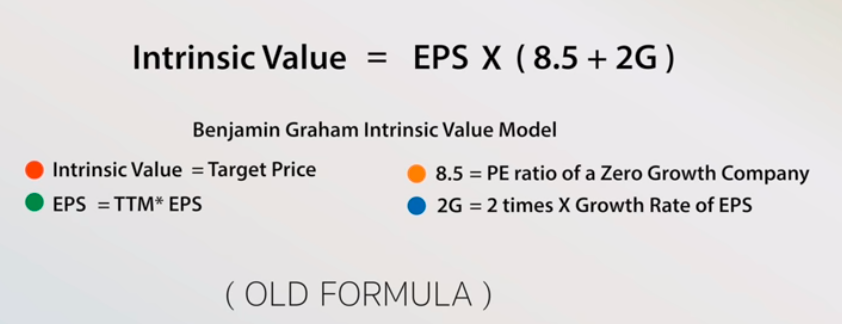 Intrinsic Value = EPS X ( 8.5 + 2G )
Benjamin Graham Intrinsic Value Model
Intrinsic Value = Target Price
EPS = TTM* EPS
8.5 = PE ratio of a Zero Growth Company
2G = 2 times X Growth Rate of EPS
( OLD FORMULA )